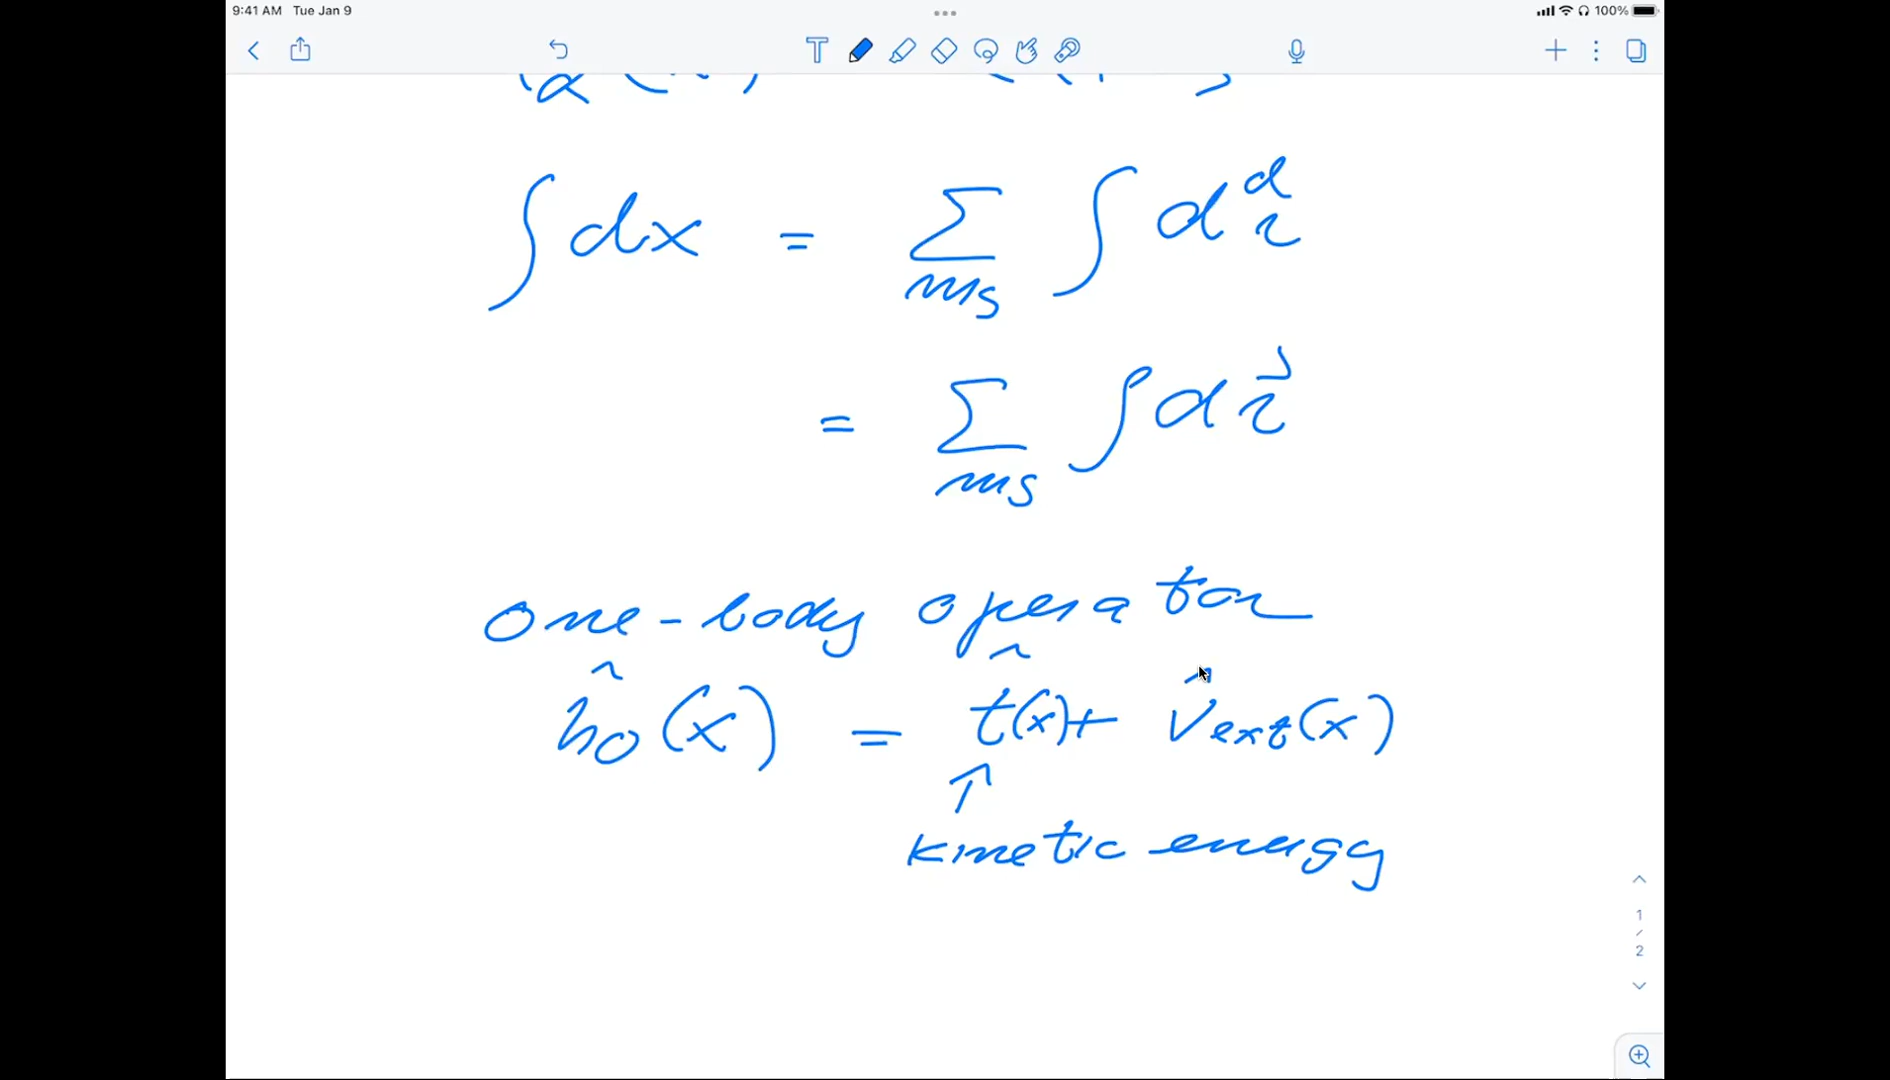 9:41 AM Tue Jan 9
100%
∫ dx = ∑_{ms} ∫ d^d r
= ∑_{ms} ∫ d r⃗
one-body operator
ĥ₀(x) = t̂(x) + v̂ext(x)
↑
kinetic energy
1
/
2